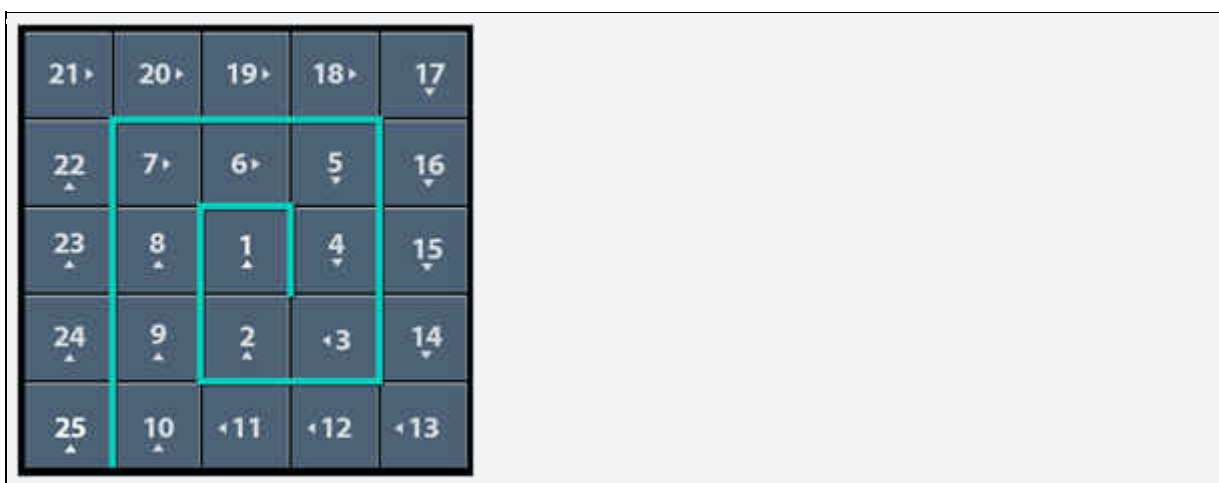 21▸ 20▸ 19▸ 18▸ 17▾
22▴ 7▸ 6▸ 5▾ 16▾
23▴ 8▴ 1▴ 4▾ 15▾
24▴ 9▴ 2▴ ◂3 14▾
25▴ 10▴ ◂11 ◂12 ◂13